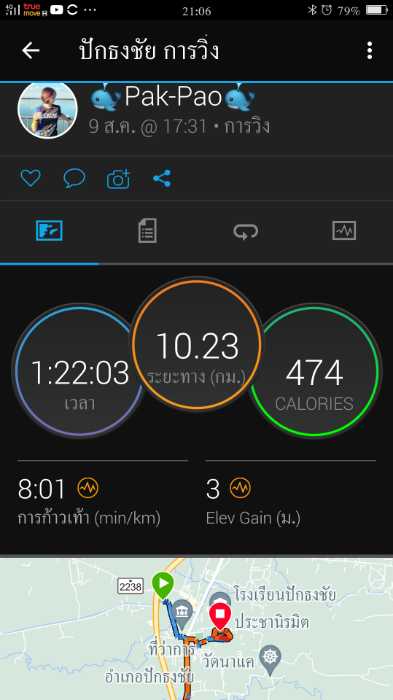 4G true
move H
21:06
79%
ปักธงชัย การวิ่ง
Pak-Pao
9 ส.ค. @ 17:31 • การวิ่ง
1:22:03
เวลา
10.23
ระยะทาง (กม.)
474
CALORIES
8:01
การก้าวเท้า (min/km)
3
Elev Gain (ม.)
2238
โรงเรียนปักธงชัย
ประชานิรมิต
ที่ว่าการ
อำเภอปักธงชัย
วัดนาแค